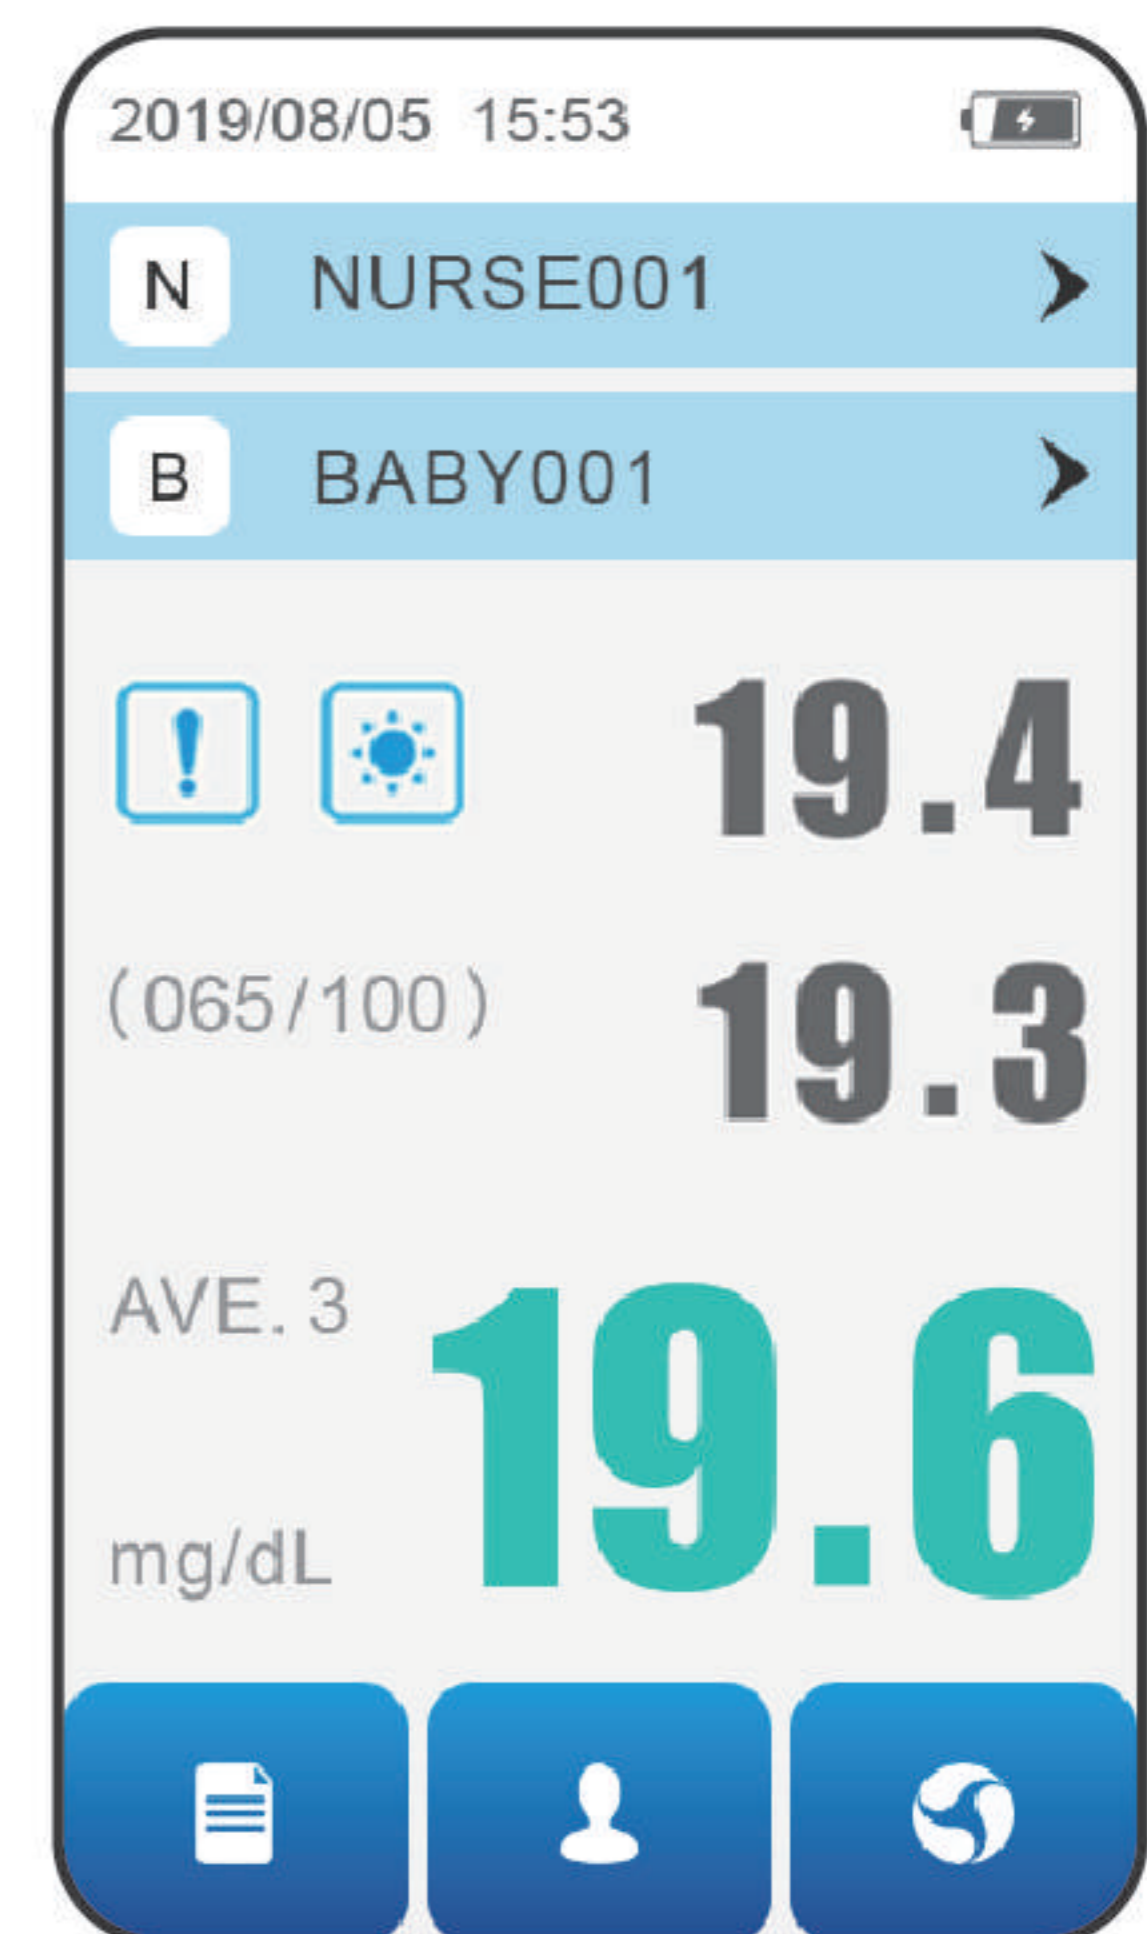 2019/08/05 15:53
N NURSE001
B BABY001
! 19.4
(065/100) 19.3
AVE. 3
19.6
mg/dL